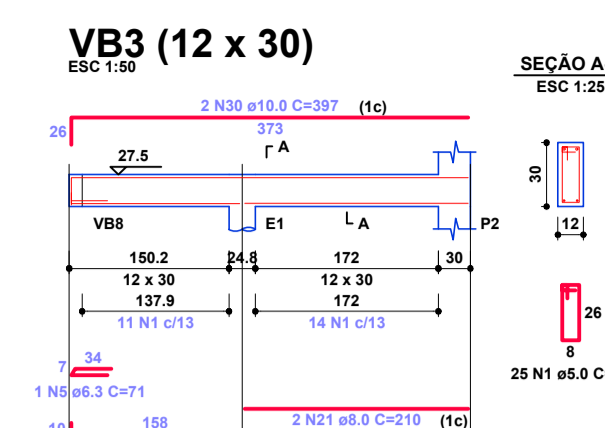 VB3 (12 x 30)
ESC 1:50
SEÇÃO A
ESC 1:25
2 N30 ø10.0 C=397 (1c)
26
373
A
27.5
30
VB8
E1
A
P2
12
150.2
24.8
172
30
12 x 30
12 x 30
137.9
172
11 N1 c/13
14 N1 c/13
26
8
7
34
25 N1 ø5.0 C
1 N5 ø6.3 C=71
158
2 N21 ø8.0 C=210 (1c)